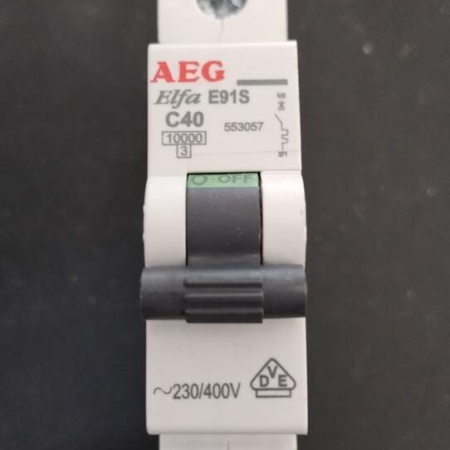 AEG
Elfa E91S
C40
10000
3
553057
O-OFF
~230/400V
DVE